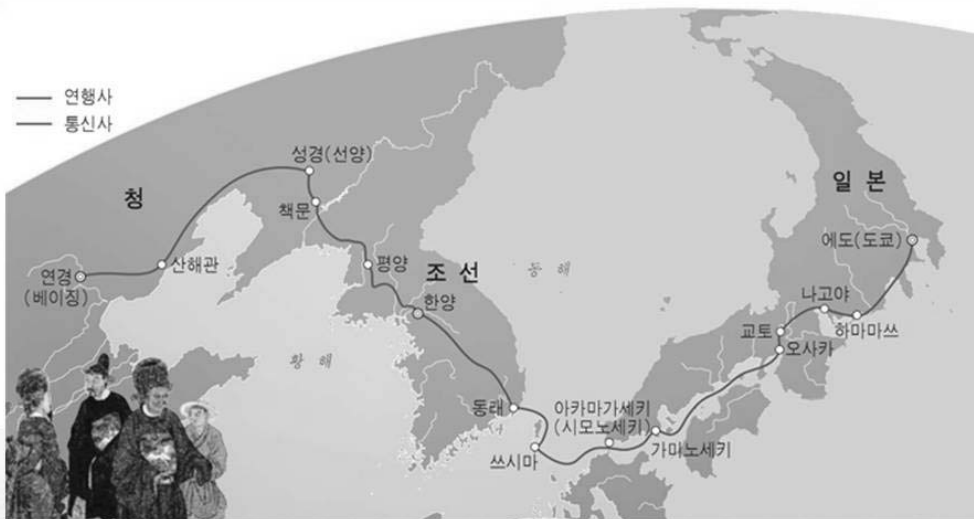 연행사
통신사
성경(선양)
청
책문
일본
에도(도쿄)
산해관
평양
조선
연경
(베이징)
동해
한양
나고야
하마마쓰
교토
오사카
황해
동래
아카마가세키
(시모노세키)
가미노세키
쓰시마